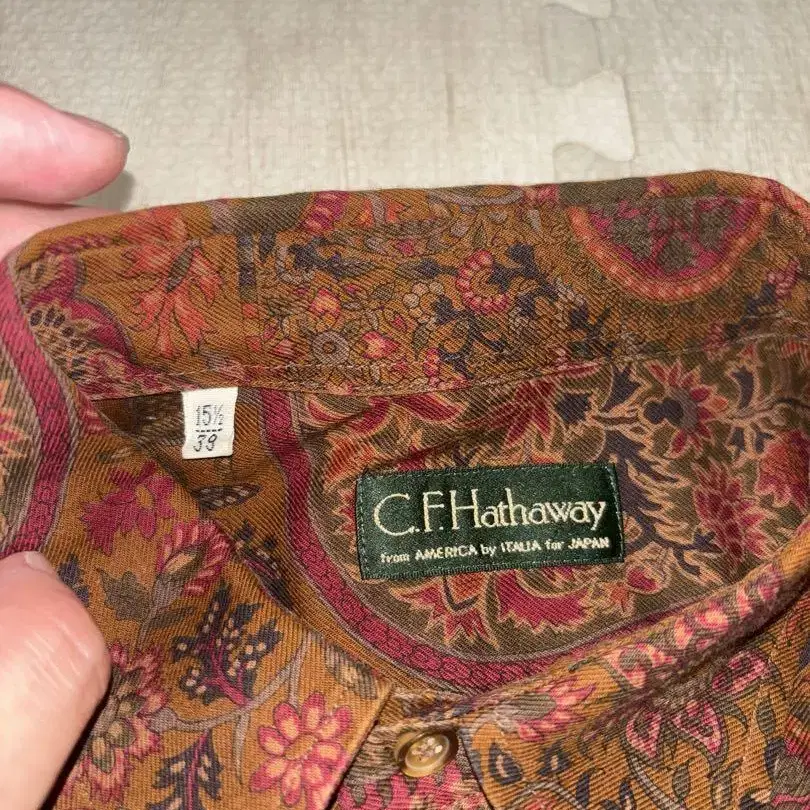 15½
39
C.F.Hathaway
from AMERICA by ITALIA for JAPAN